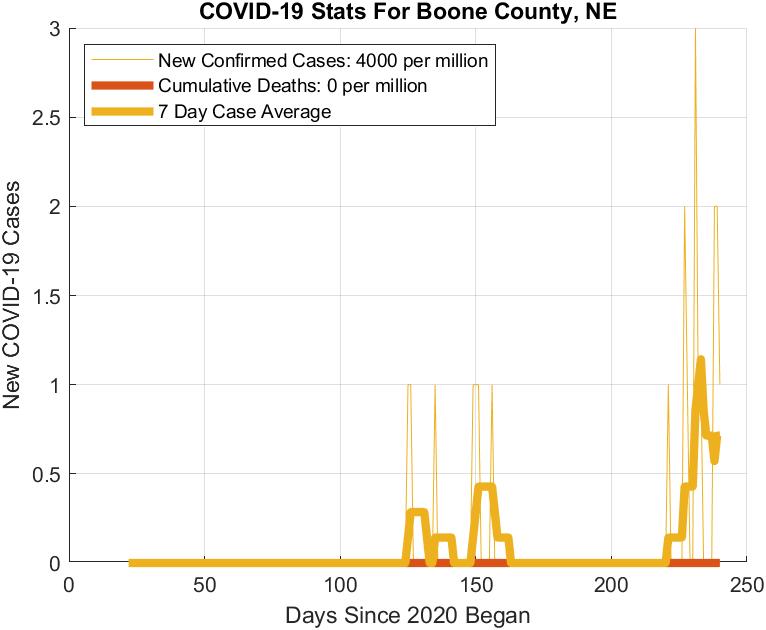 COVID-19 Stats For Boone County, NE
New Confirmed Cases: 4000 per million
Cumulative Deaths: 0 per million
7 Day Case Average
New COVID-19 Cases
3
2.5
2
1.5
1
0.5
0
0 50 100 150 200 250
Days Since 2020 Began